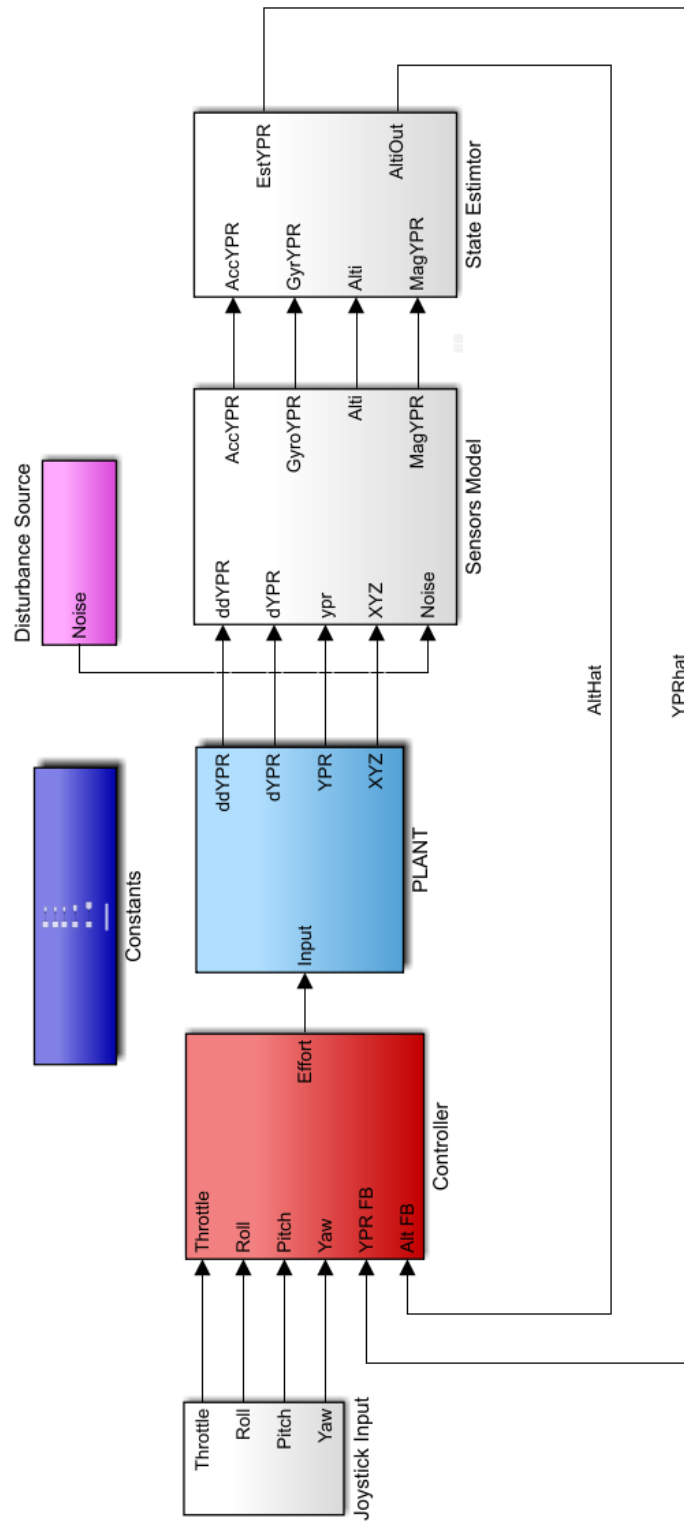 Disturbance Source
Noise
Constants
Throttle
Roll
Pitch
Yaw
Joystick Input
Throttle
Roll
Pitch
Yaw
YPR FB
Alt FB
Effort
Controller
Input
ddYPR
dYPR
YPR
XYZ
PLANT
ddYPR
dYPR
ypr
XYZ
Noise
AccYPR
GyroYPR
Alti
MagYPR
Sensors Model
AccYPR
GyrYPR
Alti
MagYPR
EstYPR
AltiOut
State Estimtor
AltHat
YPRhat